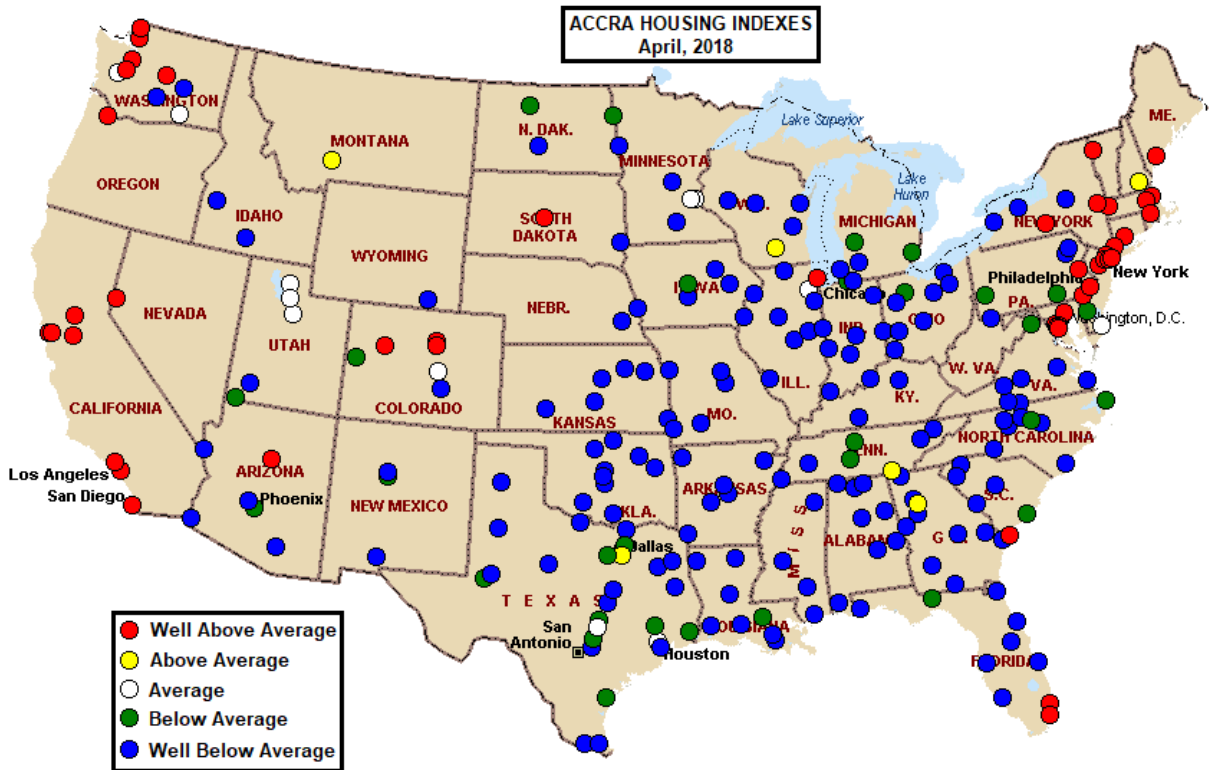 ACCRA HOUSING INDEXES
April, 2018
WASHINGTON
MONTANA
N. DAK.
MINNESOTA
Lake Superior
ME.
OREGON
IDAHO
SOUTH
DAKOTA
Lake
Huron
MICHIGAN
NEW YORK
WYOMING
NEVADA
NEBR.
IOWA
Chicago
Philadelphia
New York
PA.
OHIO
Washington, D.C.
UTAH
IND.
ILL.
W. VA.
VA.
CALIFORNIA
COLORADO
KANSAS
MO.
KY.
NORTH CAROLINA
Los Angeles
San Diego
ARIZONA
Phoenix
NEW MEXICO
OKLA.
ARKANSAS
TENN.
S.C.
MISS
ALABAMA
Dallas
TEXAS
San
Antonio
Houston
LOUISIANA
FLORIDA
Well Above Average
Above Average
Average
Below Average
Well Below Average